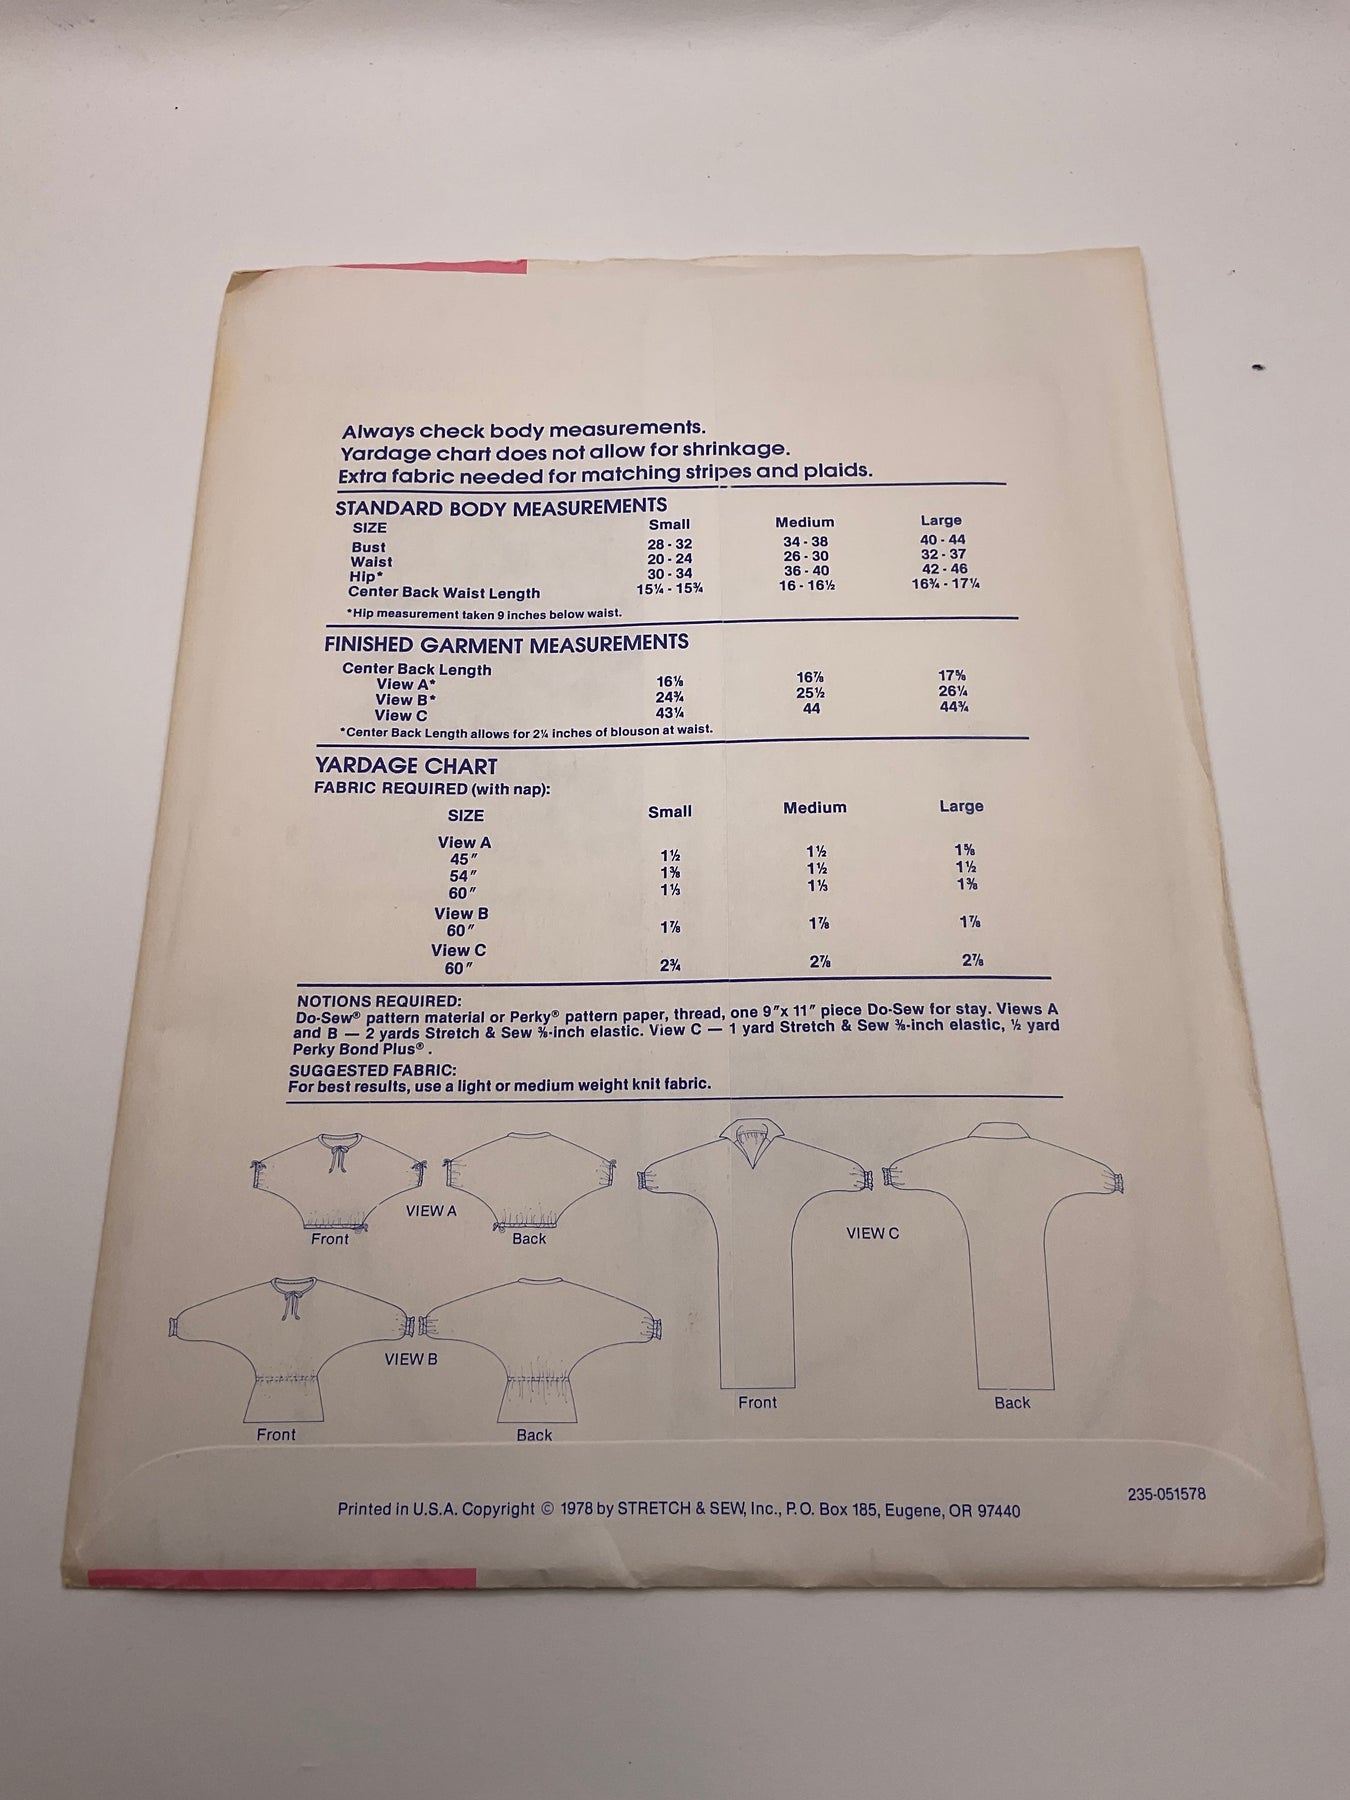 Always check body measurements.
Yardage chart does not allow for shrinkage.
Extra fabric needed for matching stripes and plaids.
STANDARD BODY MEASUREMENTS
SIZE Small Medium Large
Bust 28 - 32 34 - 38 40 - 44
Waist 20 - 24 26 - 30 32 - 37
Hip* 30 - 34 36 - 40 42 - 46
Center Back Waist Length 15¼ - 15¾ 16 - 16½ 16¾ - 17¼
*Hip measurement taken 9 inches below waist.
FINISHED GARMENT MEASUREMENTS
Center Back Length
View A* 16⅛ 16⅞ 17⅝
View B* 24¾ 25½ 26¼
View C 43¼ 44 44¾
*Center Back Length allows for 2¼ inches of blouson at waist.
YARDAGE CHART
FABRIC REQUIRED (with nap):
SIZE Small Medium Large
View A
45" 1½ 1½ 1⅝
54" 1⅜ 1½ 1½
60" 1⅓ 1⅓ 1⅜
View B
60" 1⅞ 1⅞ 1⅞
View C
60" 2¾ 2⅞ 2⅞
NOTIONS REQUIRED:
Do-Sew® pattern material or Perky® pattern paper, thread, one 9"x 11" piece Do-Sew for stay. Views A
and B — 2 yards Stretch & Sew ⅜-inch elastic. View C — 1 yard Stretch & Sew ⅜-inch elastic, ½ yard
Perky Bond Plus® .
SUGGESTED FABRIC:
For best results, use a light or medium weight knit fabric.
VIEW A
Front
Back
VIEW C
VIEW B
Front
Back
Front
Back
235-051578
Printed in U.S.A. Copyright © 1978 by STRETCH & SEW, Inc., P.O. Box 185, Eugene, OR 97440